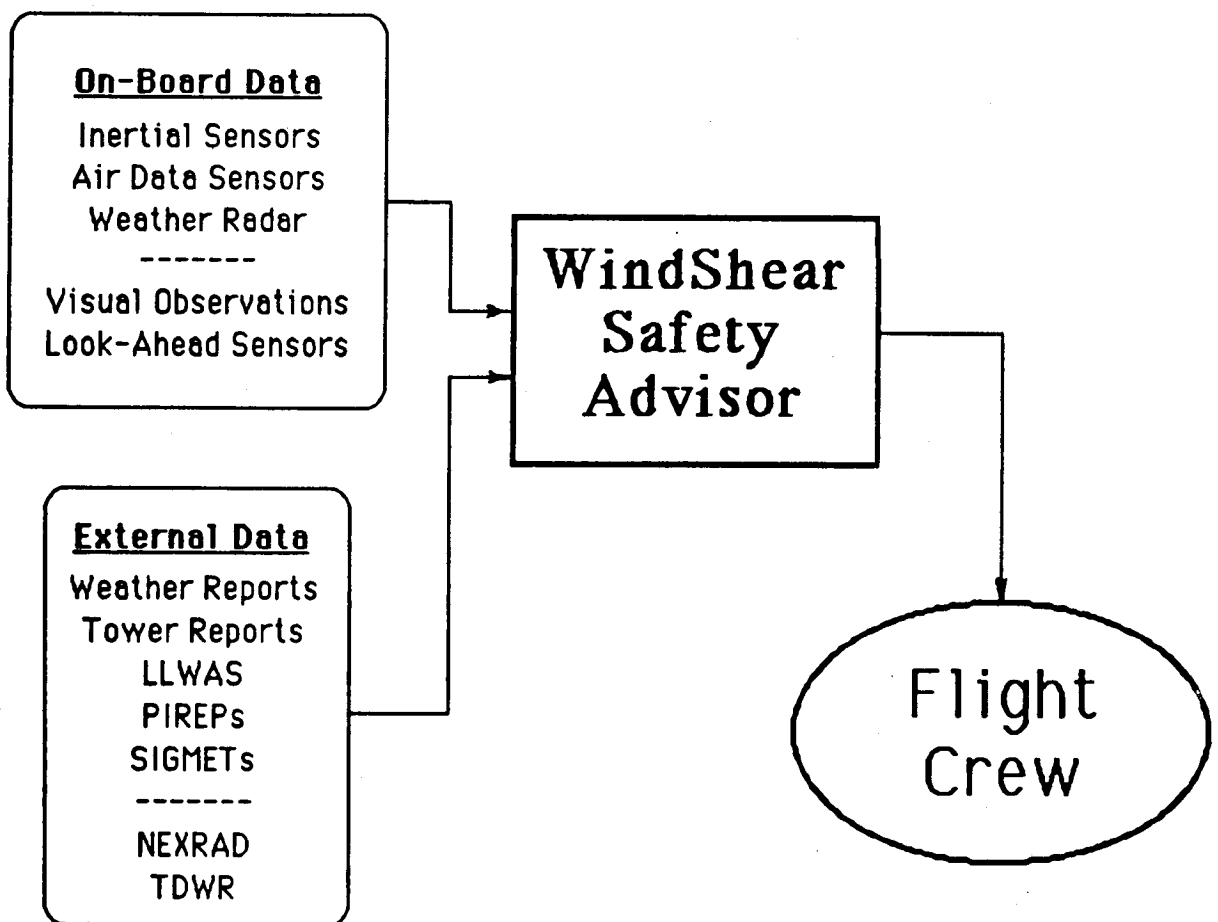 On-Board Data
Inertial Sensors
Air Data Sensors
Weather Radar
-------
Visual Observations
Look-Ahead Sensors
WindShear
Safety
Advisor
External Data
Weather Reports
Tower Reports
LLWAS
PIREPs
SIGMETs
-------
NEXRAD
TDWR
Flight
Crew